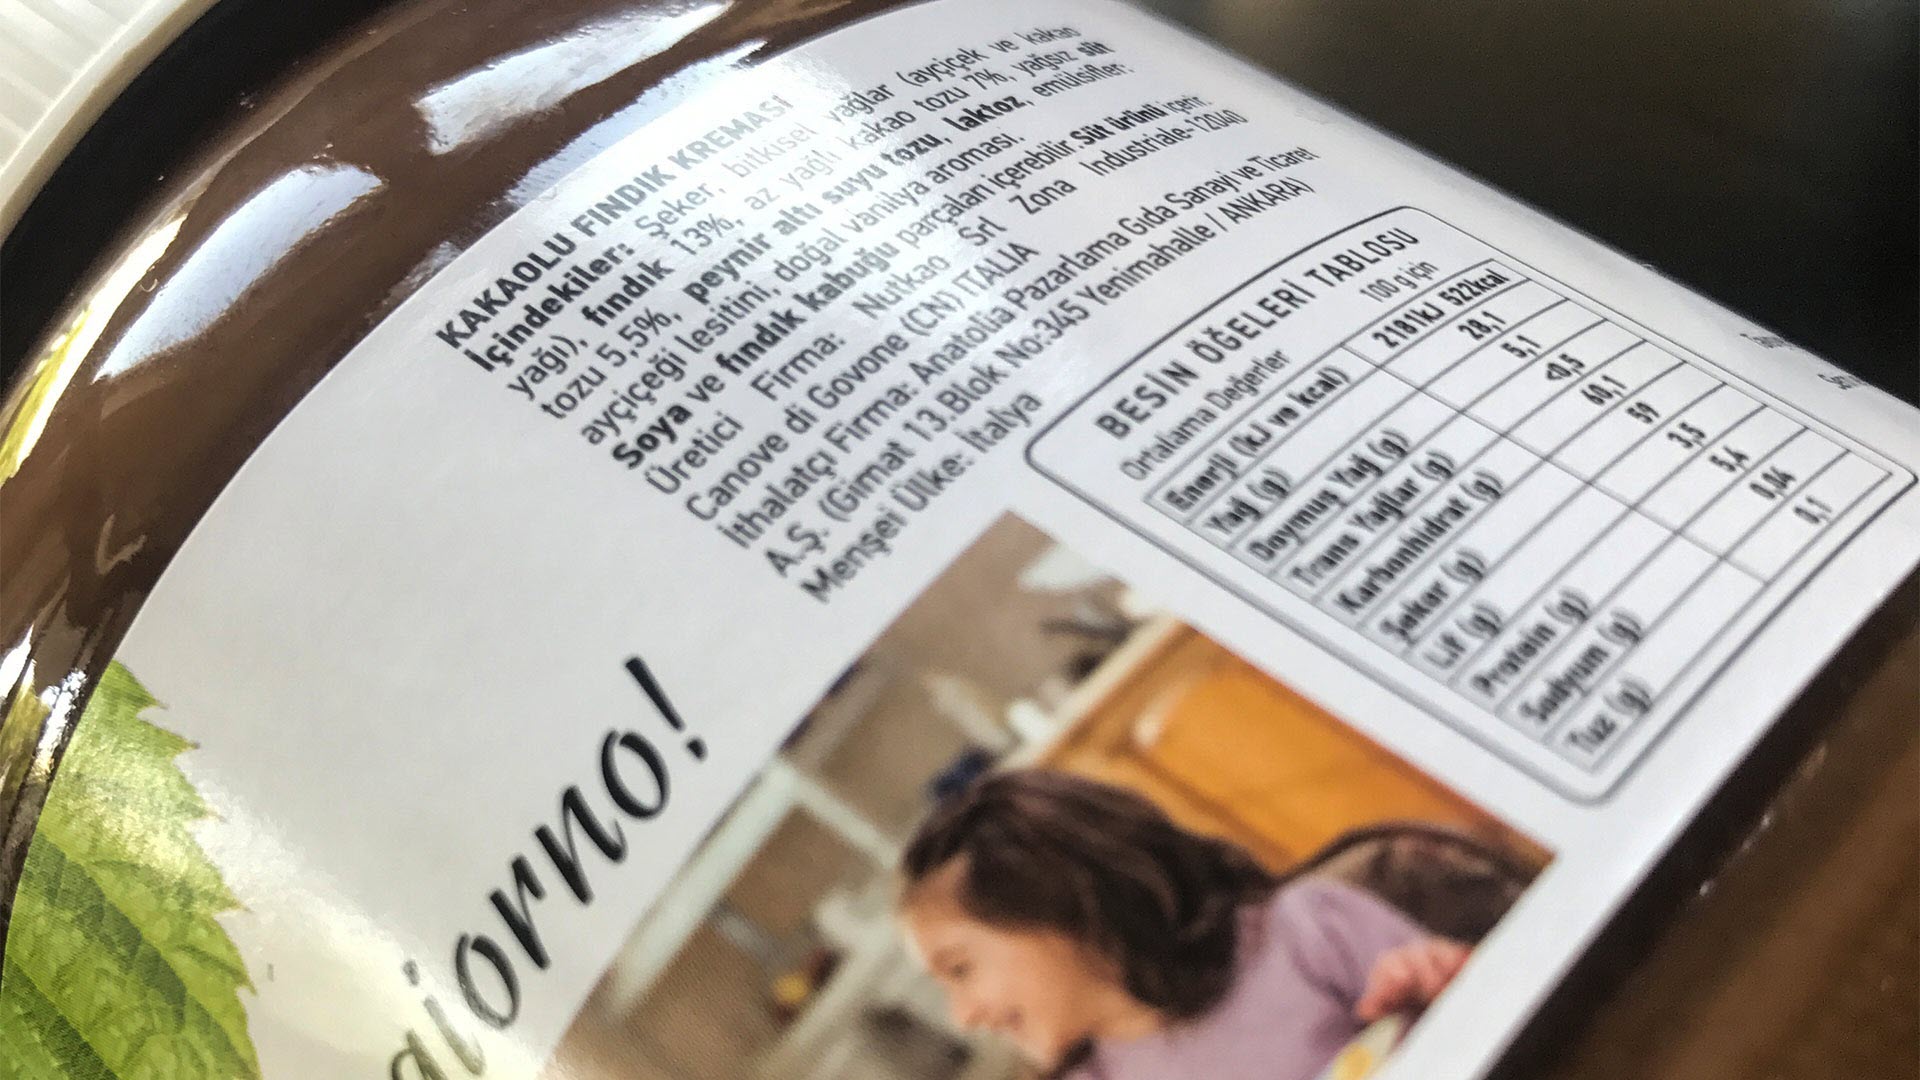 KAKAOLU FINDIK KREMASI
İçindekiler: Şeker, bitkisel yağlar (ayçiçek ve kakao
yağı), fındık 13%, az yağlı kakao tozu 7%, yağsız süt
tozu 5,5%, peynir altı suyu tozu, laktoz, emülsifler,
ayçiçeği lesitini, doğal vanilya aroması.
Soya ve fındık kabuğu parçaları içerebilir. Süt ürünü içerir.
Üretici Firma: Nutkao Srl Zona Industriale-12040
Canove di Govone (CN) ITALIA
İthalatçı Firma: Anatolia Pazarlama Gıda Sanayi ve Ticaret
A.Ş. (Gimat 13.Blok No:345 Yenimahalle / ANKARA)
Menşei Ülke: İtalya
BESİN ÖĞELERİ TABLOSU
Ortalama Değerler 100 g için
Enerji (kJ ve kcal) 2181kJ 522kcal
Yağ (g) 28,1
Doymuş Yağ (g) 5,1
Trans Yağlar (g) <0,5
Karbonhidrat (g) 60,1
Şeker (g) 59
Lif (g) 3,5
Protein (g) 5,4
Sodyum (g) 0,04
Tuz (g) 0,1
giorno!